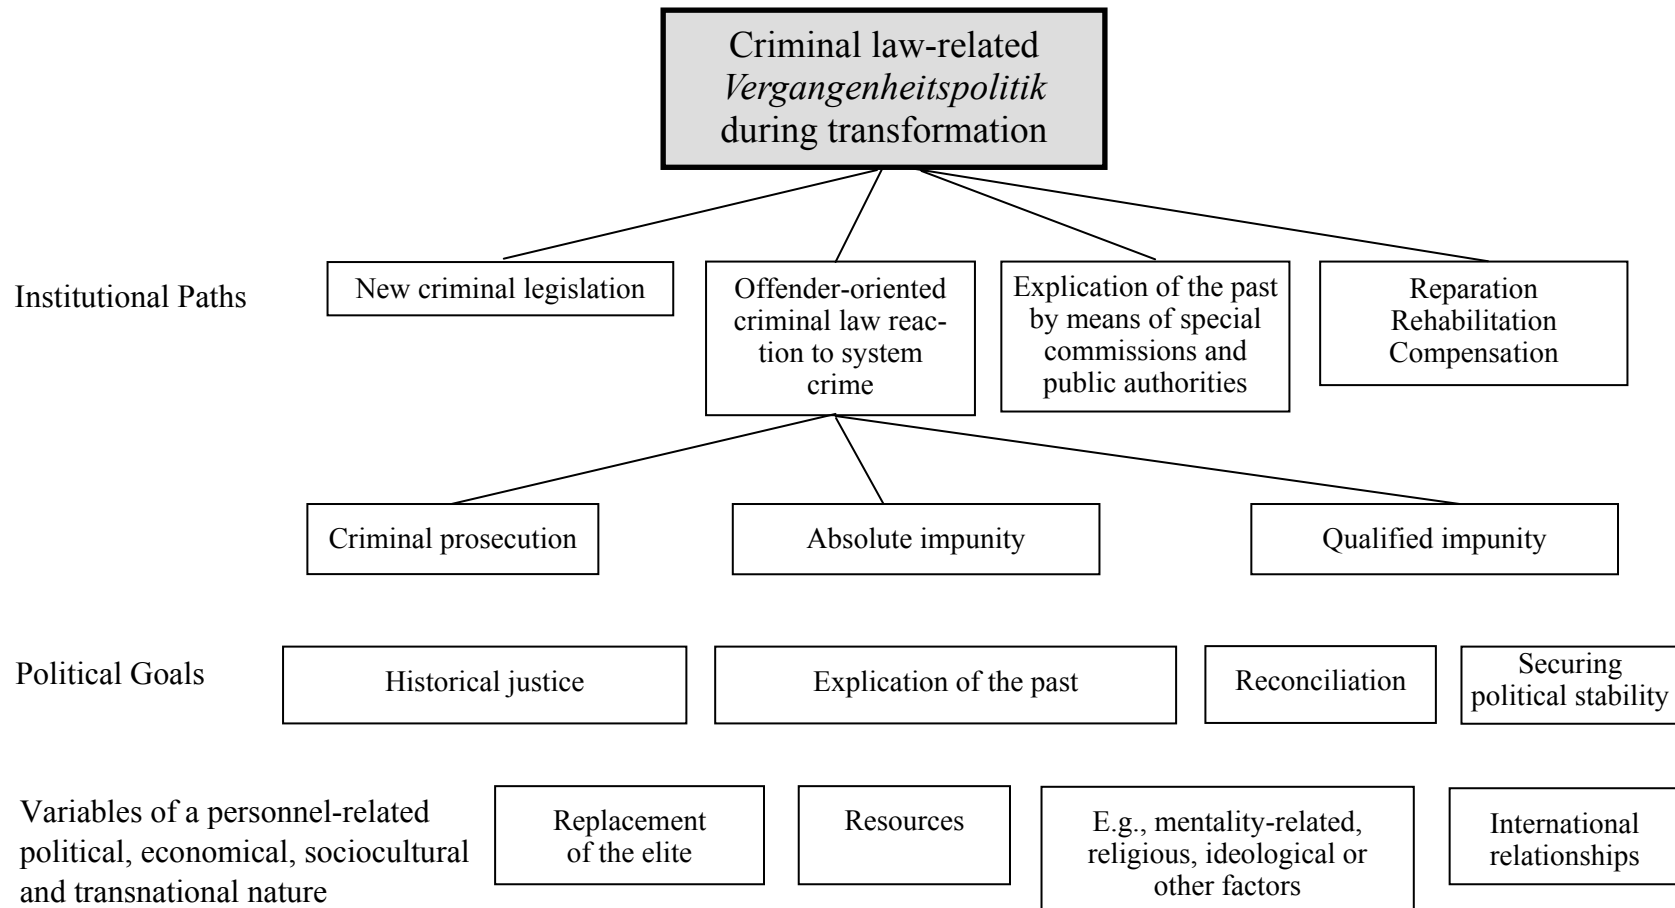 Criminal law-related
Vergangenheitspolitik
during transformation
Institutional Paths
New criminal legislation
Offender-oriented
criminal law reac-
tion to system
crime
Explication of the past
by means of special
commissions and
public authorities
Reparation
Rehabilitation
Compensation
Criminal prosecution
Absolute impunity
Qualified impunity
Political Goals
Historical justice
Explication of the past
Reconciliation
Securing
political stability
Variables of a personnel-related
political, economical, sociocultural
and transnational nature
Replacement
of the elite
Resources
E.g., mentality-related,
religious, ideological or
other factors
International
relationships